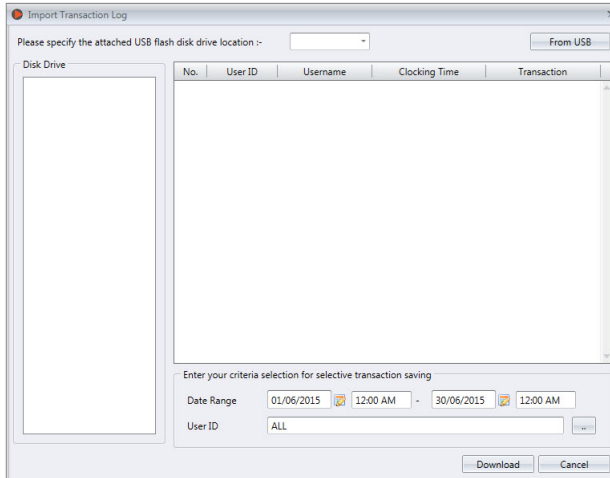 Import Transaction Log
Please specify the attached USB flash disk drive location :- From USB
Disk Drive
No. User ID Username Clocking Time Transaction
Enter your criteria selection for selective transaction saving
Date Range 01/06/2015 12:00 AM - 30/06/2015 12:00 AM
User ID ALL ..
Download Cancel